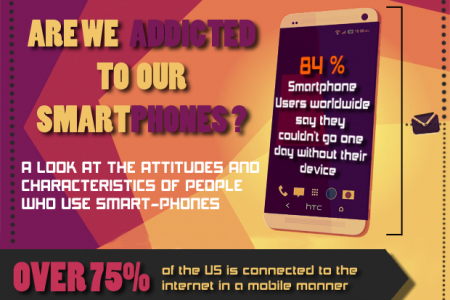 ARE WE ADDICTED
TO OUR
SMARTPHONES?
A LOOK AT THE ATTITUDES AND
CHARACTERISTICS OF PEOPLE
WHO USE SMART-PHONES
84 %
Smartphone
Users worldwide
say they
couldn't go one
day without their
device
hTC
OVER 75%
of the US is connected to the
internet in a mobile manner